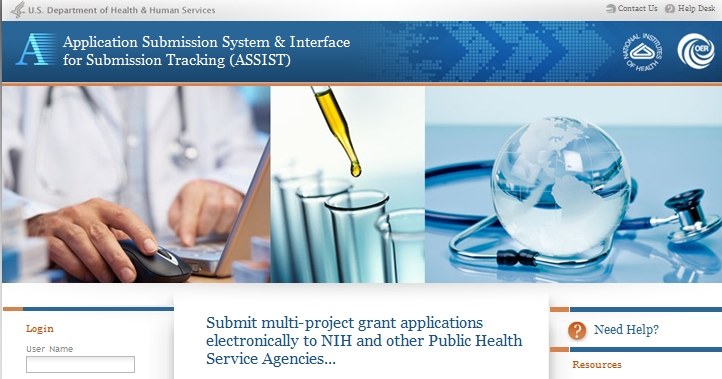 U.S. Department of Health & Human Services
Contact Us
Help Desk
A
Application Submission System & Interface
for Submission Tracking (ASSIST)
NATIONAL INSTITUTES
OF HEALTH
OER
Login
User Name
Submit multi-project grant applications
electronically to NIH and other Public Health
Service Agencies...
? Need Help?
Resources